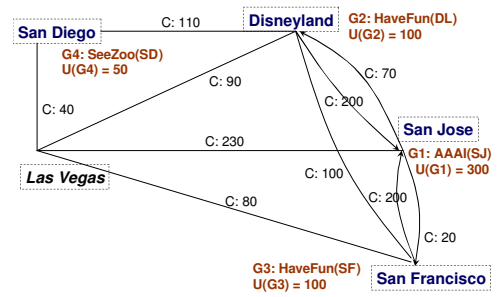 Disneyland
G2: HaveFun(DL)
U(G2) = 100
San Diego
C: 110
G4: SeeZoo(SD)
U(G4) = 50
C: 70
C: 90
C: 200
C: 40
San Jose
C: 230
G1: AAAI(SJ)
U(G1) = 300
Las Vegas
C: 100
C: 80
C: 200
C: 20
G3: HaveFun(SF)
U(G3) = 100
San Francisco